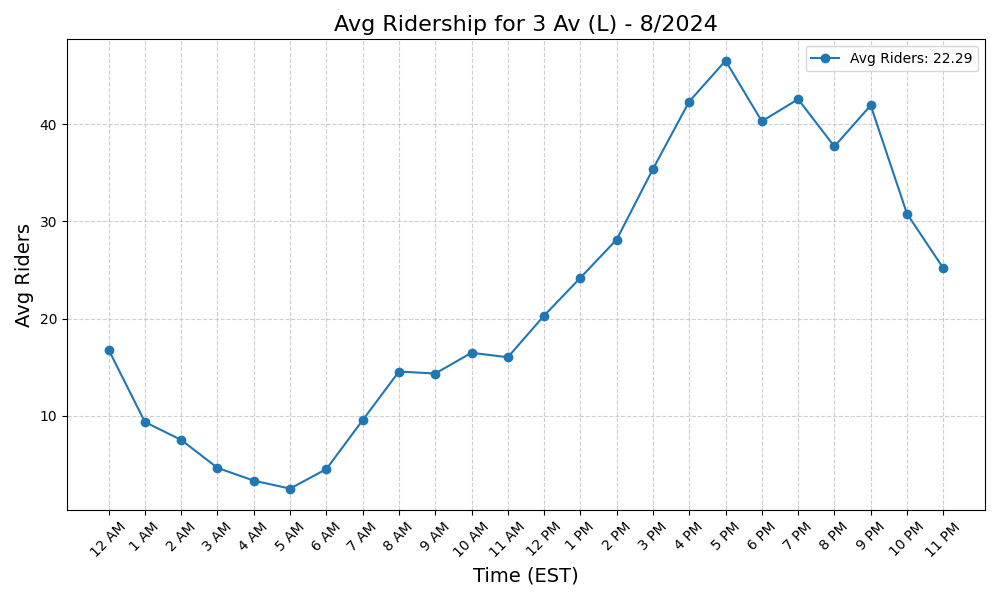 Avg Ridership for 3 Av (L) - 8/2024
Avg Riders: 22.29
Avg Riders
40
30
20
10
12 AM
1 AM
2 AM
3 AM
4 AM
5 AM
6 AM
7 AM
8 AM
9 AM
10 AM
11 AM
12 PM
1 PM
2 PM
3 PM
4 PM
5 PM
6 PM
7 PM
8 PM
9 PM
10 PM
11 PM
Time (EST)